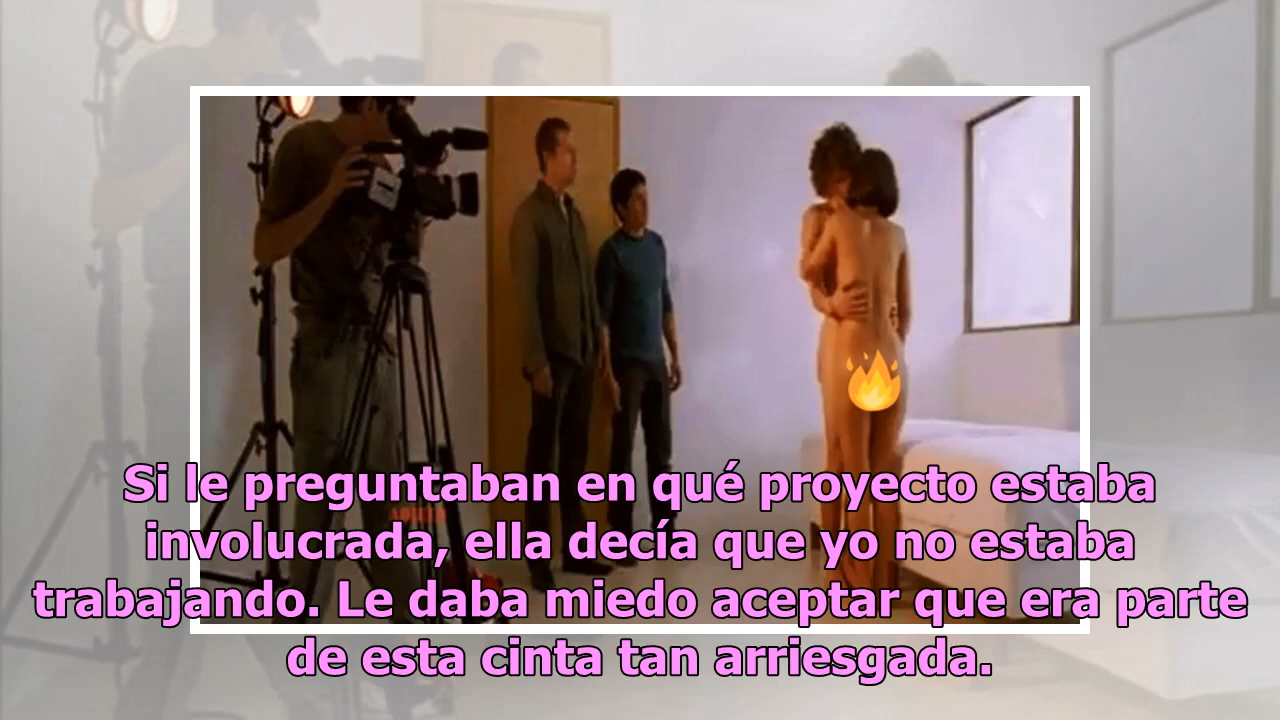 Si le preguntaban en qué proyecto estaba
involucrada, ella decía que yo no estaba
trabajando. Le daba miedo aceptar que era parte
de esta cinta tan arriesgada.